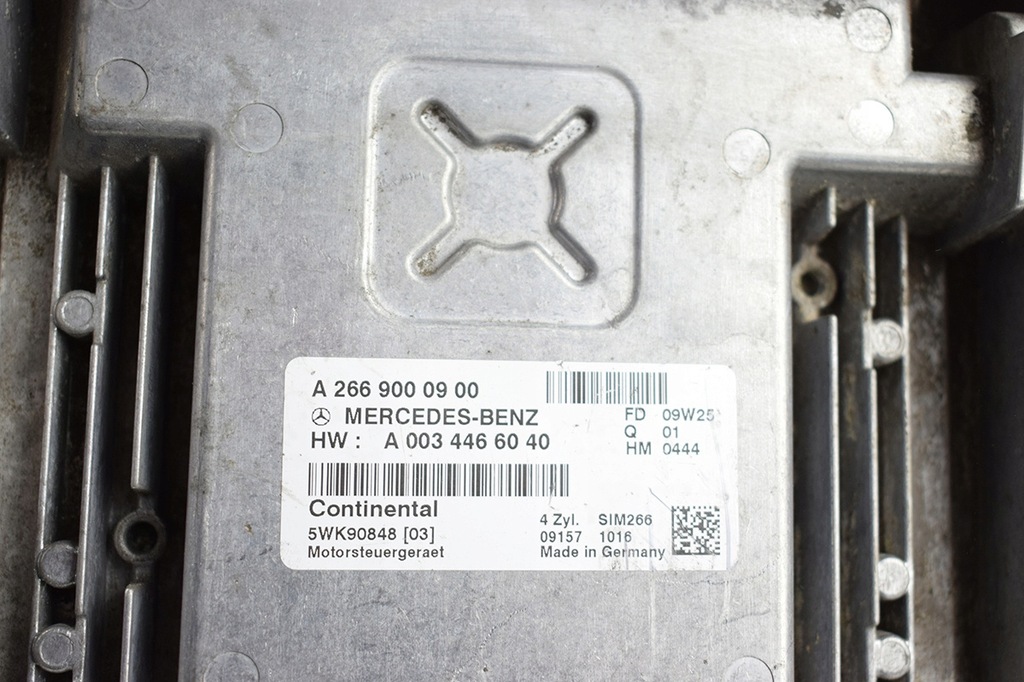 A 266 900 09 00
MERCEDES-BENZ
HW : A 003 446 60 40
FD 09W25
Q 01
HM 0444
Continental
5WK90848 [03]
Motorsteuergeraet
4 Zyl. SIM266
09157 1016
Made in Germany